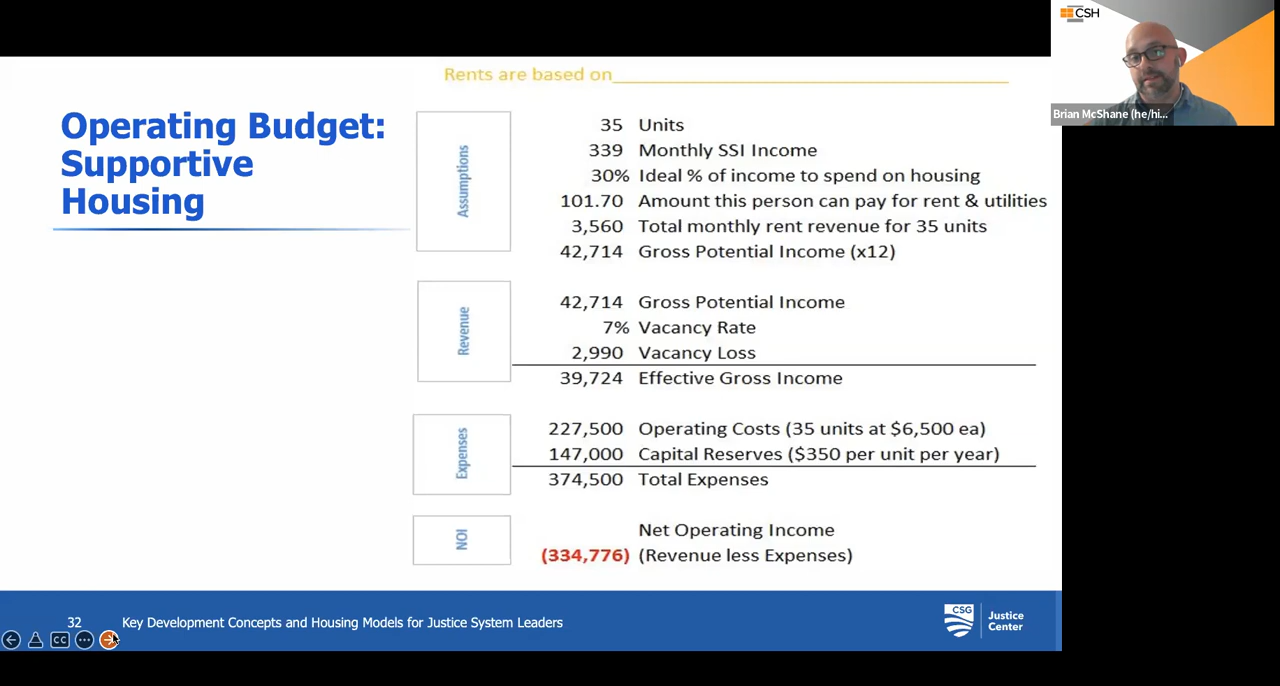 CSH
Brian McShane (he/hi...
Rents are based on
Operating Budget:
Supportive
Housing
Assumptions
35 Units
339 Monthly SSI Income
30% Ideal % of income to spend on housing
101.70 Amount this person can pay for rent & utilities
3,560 Total monthly rent revenue for 35 units
42,714 Gross Potential Income (x12)
Revenue
42,714 Gross Potential Income
7% Vacancy Rate
2,990 Vacancy Loss
39,724 Effective Gross Income
Expenses
227,500 Operating Costs (35 units at $6,500 ea)
147,000 Capital Reserves ($350 per unit per year)
374,500 Total Expenses
NOI
Net Operating Income
(334,776) (Revenue less Expenses)
32 Key Development Concepts and Housing Models for Justice System Leaders
CSG Justice
Center
CC